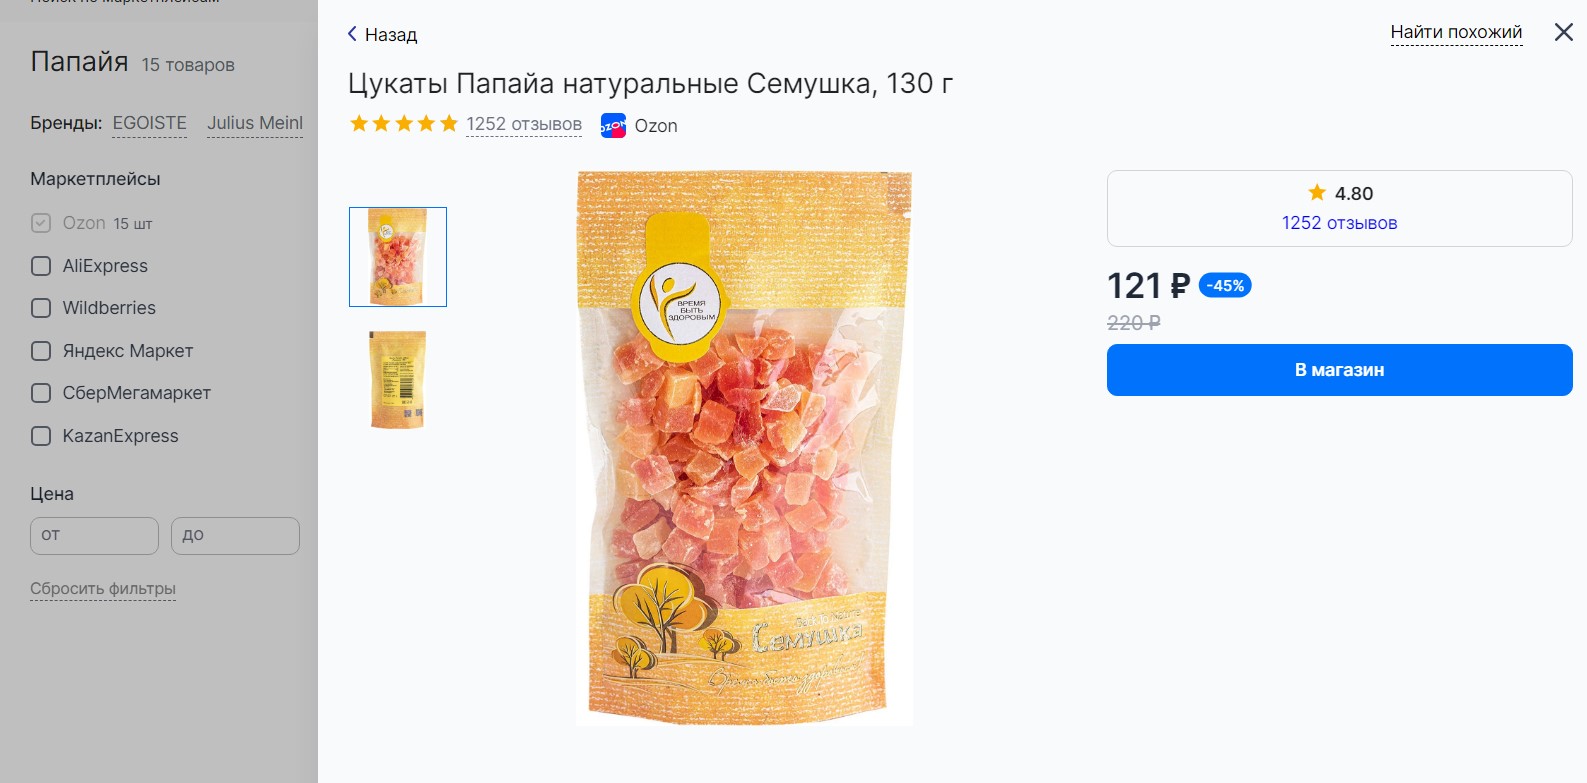 Папайя 15 товаров
Бренды: EGOISTE Julius Meinl
Маркетплейсы
Ozon 15 шт
AliExpress
Wildberries
Яндекс Маркет
СберМегамаркет
KazanExpress
Цена
от
до
Сбросить фильтры
Назад
Найти похожий
Цукаты Папайа натуральные Семушка, 130 г
1252 отзывов
OZON
Ozon
ВРЕМЯ
БЫТЬ
ЗДОРОВЫМ
Семушка
4.80
1252 отзывов
121 ₽ -45%
220 ₽
В магазин